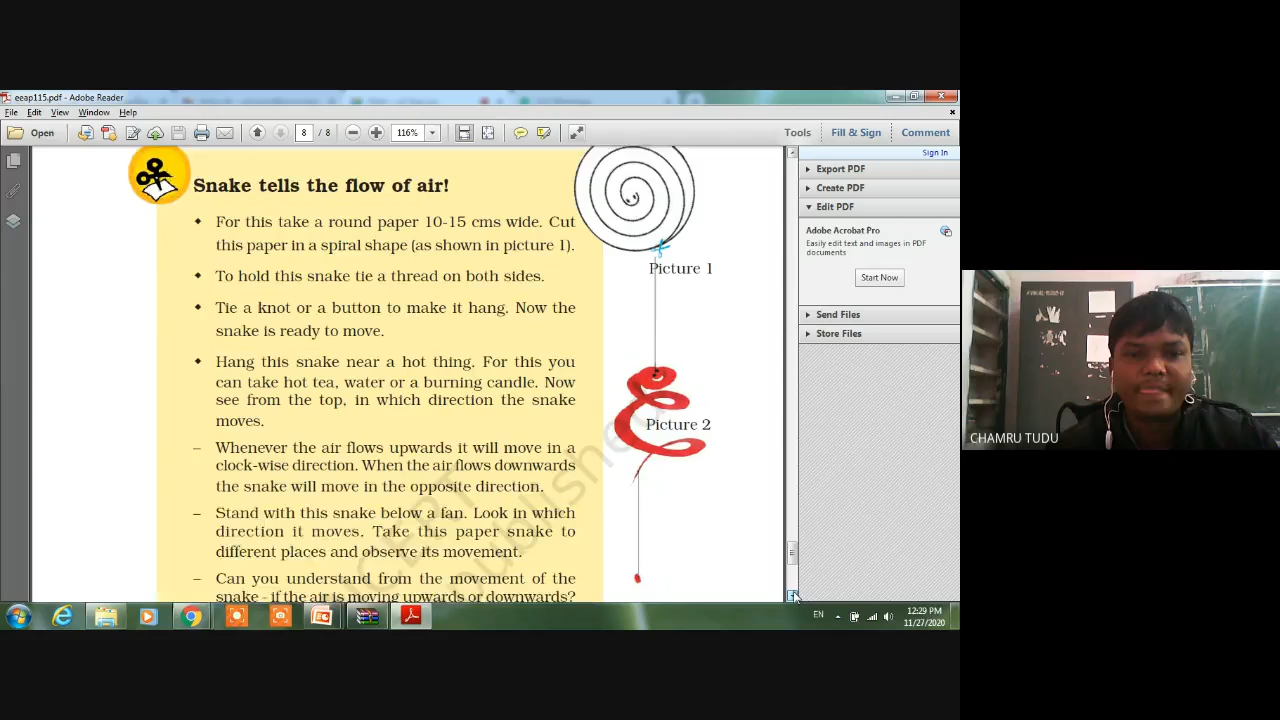 eeap115.pdf - Adobe Reader
File Edit View Window Help
Open 8 / 8 116% Tools Fill & Sign Comment
Sign In
Export PDF
Create PDF
Edit PDF
Adobe Acrobat Pro
Easily edit text and images in PDF
documents
Start Now
Send Files
Store Files
Snake tells the flow of air!
For this take a round paper 10-15 cms wide. Cut
this paper in a spiral shape (as shown in picture 1).
To hold this snake tie a thread on both sides.
Tie a knot or a button to make it hang. Now the
snake is ready to move.
Hang this snake near a hot thing. For this you
can take hot tea, water or a burning candle. Now
see from the top, in which direction the snake
moves.
– Whenever the air flows upwards it will move in a
clock-wise direction. When the air flows downwards
the snake will move in the opposite direction.
– Stand with this snake below a fan. Look in which
direction it moves. Take this paper snake to
different places and observe its movement.
– Can you understand from the movement of the
snake - if the air is moving upwards or downwards?
Picture 1
Picture 2
NCERT
published
CHAMRU TUDU
EN 12:29 PM
11/27/2020